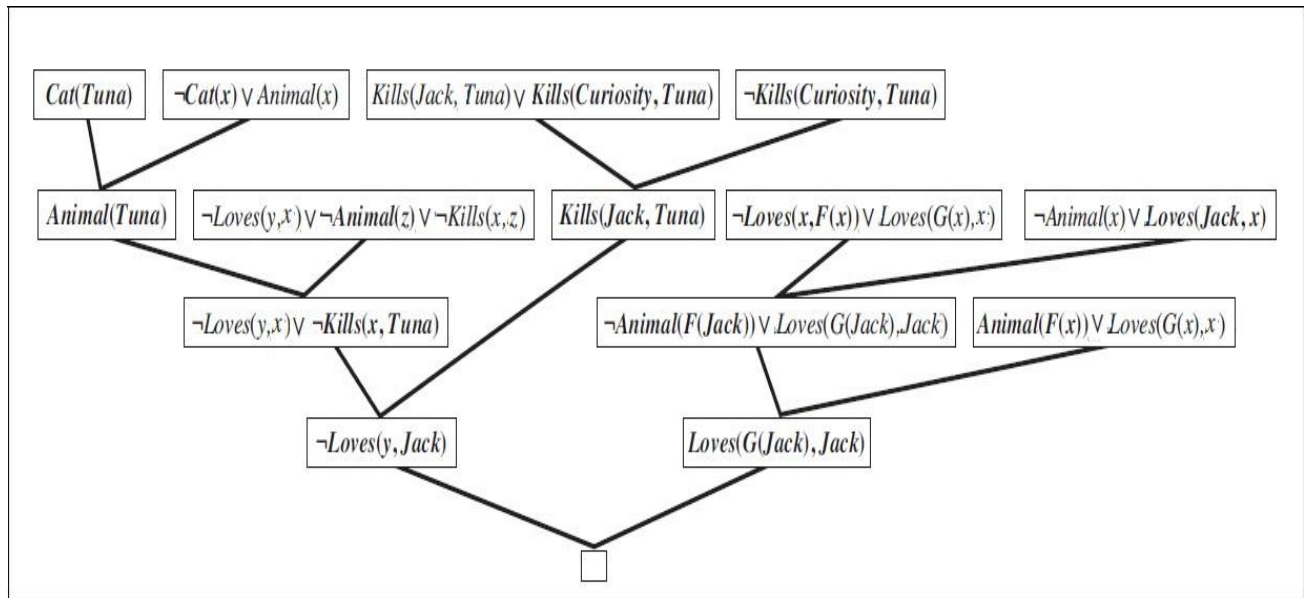 Cat(Tuna) ¬Cat(x) ∨ Animal(x) Kills(Jack, Tuna) ∨ Kills(Curiosity, Tuna) ¬Kills(Curiosity, Tuna)
Animal(Tuna) ¬Loves(y,x) ∨ ¬Animal(z) ∨ ¬Kills(x,z) Kills(Jack, Tuna) ¬Loves(x,F(x)) ∨ Loves(G(x),x) ¬Animal(x) ∨ Loves(Jack, x)
¬Loves(y,x) ∨ ¬Kills(x, Tuna) ¬Animal(F(Jack)) ∨ Loves(G(Jack),Jack) Animal(F(x)) ∨ Loves(G(x),x)
¬Loves(y, Jack) Loves(G(Jack), Jack)